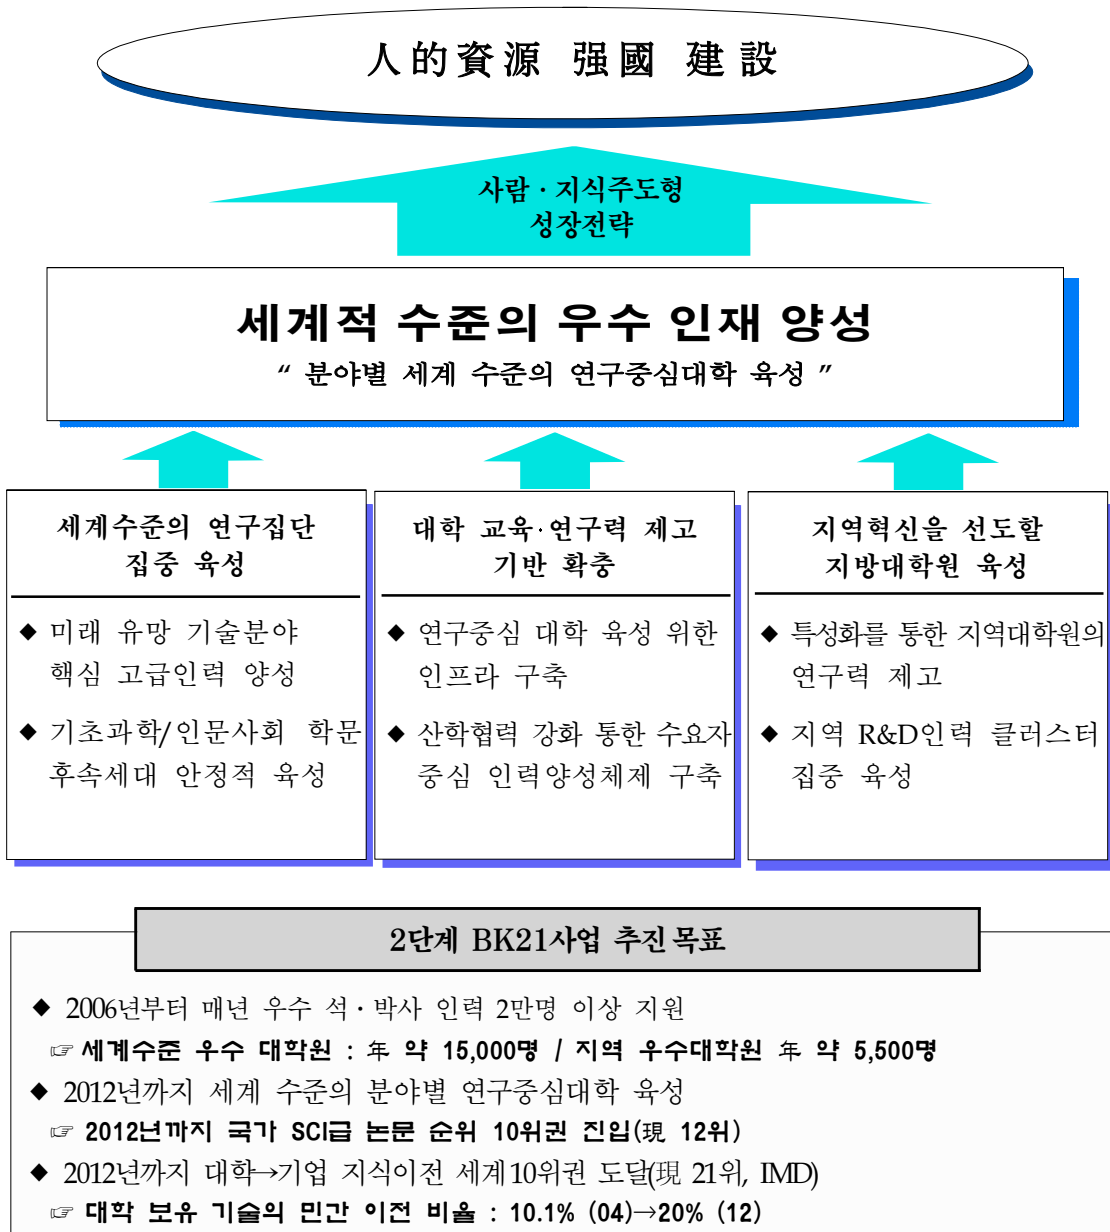 人的資源 强國 建設
사람 · 지식주도형
성장전략
세계적 수준의 우수 인재 양성
“ 분야별 세계 수준의 연구중심대학 육성 ”
세계수준의 연구집단
집중 육성
◆ 미래 유망 기술분야
핵심 고급인력 양성
◆ 기초과학/인문사회 학문
후속세대 안정적 육성
대학 교육·연구력 제고
기반 확충
◆ 연구중심 대학 육성 위한
인프라 구축
◆ 산학협력 강화 통한 수요자
중심 인력양성체제 구축
지역혁신을 선도할
지방대학원 육성
◆ 특성화를 통한 지역대학원의
연구력 제고
◆ 지역 R&D인력 클러스터
집중 육성
2단계 BK21사업 추진 목표
◆ 2006년부터 매년 우수 석·박사 인력 2만명 이상 지원
☞ 세계수준 우수 대학원 : 年 약 15,000명 / 지역 우수대학원 年 약 5,500명
◆ 2012년까지 세계 수준의 분야별 연구중심대학 육성
☞ 2012년까지 국가 SCI급 논문 순위 10위권 진입(現 12위)
◆ 2012년까지 대학→기업 지식이전 세계10위권 도달(現 21위, IMD)
☞ 대학 보유 기술의 민간 이전 비율 : 10.1% (04)→20% (12)